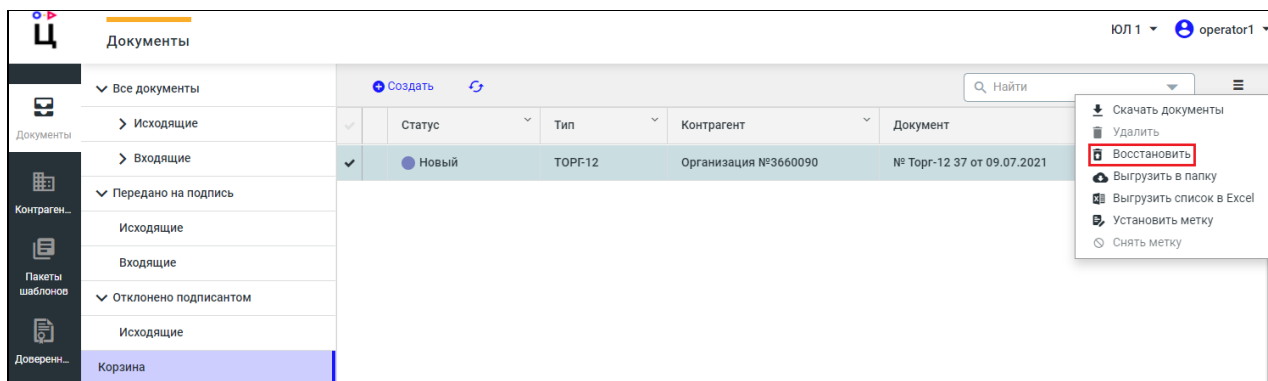 Ц
Документы
ЮЛ 1
operator1
Документы
Контраген...
Пакеты
шаблонов
Доверенн...
Все документы
Исходящие
Входящие
Передано на подпись
Исходящие
Входящие
Отклонено подписантом
Исходящие
Корзина
Создать
Найти
Статус
Тип
Контрагент
Документ
Новый
ТОРГ-12
Организация №3660090
№ Торг-12 37 от 09.07.2021
Скачать документы
Удалить
Восстановить
Выгрузить в папку
Выгрузить список в Excel
Установить метку
Снять метку